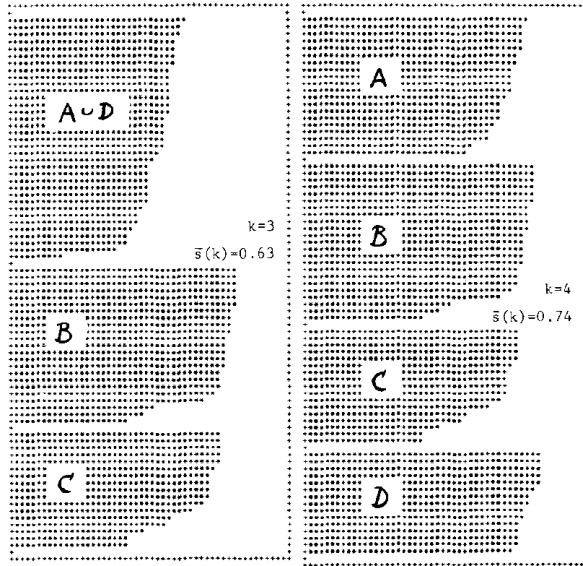 A∪D
k=3
s̄(k)=0.63
B
C
A
B
k=4
s̄(k)=0.74
C
D